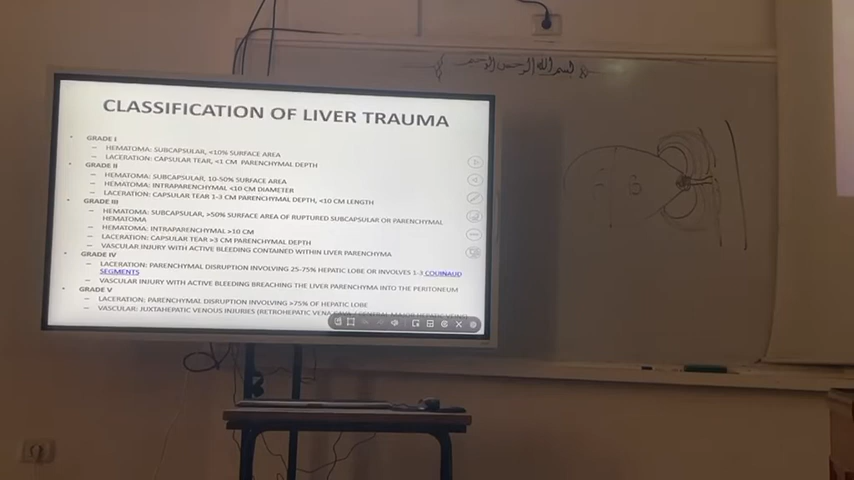 CLASSIFICATION OF LIVER TRAUMA
• GRADE I
– HEMATOMA: SUBCAPSULAR, <10% SURFACE AREA
– LACERATION: CAPSULAR TEAR, <1 CM PARENCHYMAL DEPTH
• GRADE II
– HEMATOMA: SUBCAPSULAR, 10-50% SURFACE AREA
– HEMATOMA: INTRAPARENCHYMAL <10 CM DIAMETER
– LACERATION: CAPSULAR TEAR 1-3 CM PARENCHYMAL DEPTH, <10 CM LENGTH
• GRADE III
– HEMATOMA: SUBCAPSULAR, >50% SURFACE AREA OF RUPTURED SUBCAPSULAR OR PARENCHYMAL
HEMATOMA
– HEMATOMA: INTRAPARENCHYMAL >10 CM
– LACERATION: CAPSULAR TEAR >3 CM PARENCHYMAL DEPTH
– VASCULAR INJURY WITH ACTIVE BLEEDING CONTAINED WITHIN LIVER PARENCHYMA
• GRADE IV
– LACERATION: PARENCHYMAL DISRUPTION INVOLVING 25-75% HEPATIC LOBE OR INVOLVES 1-3 COUINAUD
SEGMENTS
– VASCULAR INJURY WITH ACTIVE BLEEDING BREACHING THE LIVER PARENCHYMA INTO THE PERITONEUM
• GRADE V
– LACERATION: PARENCHYMAL DISRUPTION INVOLVING >75% OF HEPATIC LOBE
– VASCULAR: JUXTAHEPATIC VENOUS INJURIES (RETROHEPATIC VENA CAVA / CENTRAL MAJOR HEPATIC VEINS)
بسم الله الرحمن الرحيم